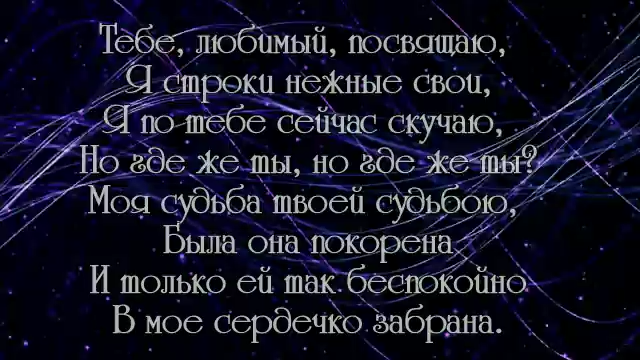 Тебе, любимый, посвящаю,
Я строки нежные свои,
Я по тебе сейчас скучаю,
Но где же ты, но где же ты?
Моя судьба твоей судьбою,
Была она покорена
И только ей так беспокойно
В мое сердечко забрана.